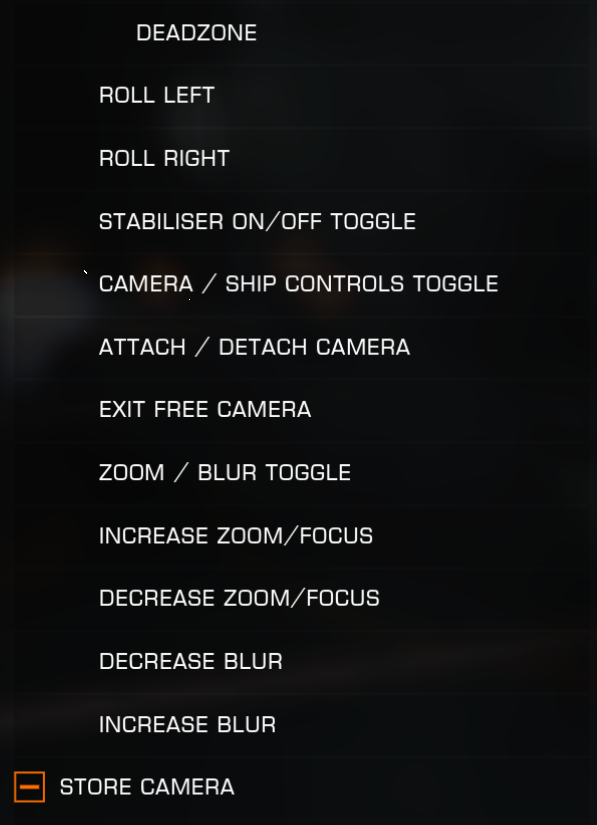 DEADZONE
ROLL LEFT
ROLL RIGHT
STABILISER ON/OFF TOGGLE
CAMERA / SHIP CONTROLS TOGGLE
ATTACH / DETACH CAMERA
EXIT FREE CAMERA
ZOOM / BLUR TOGGLE
INCREASE ZOOM/FOCUS
DECREASE ZOOM/FOCUS
DECREASE BLUR
INCREASE BLUR
STORE CAMERA